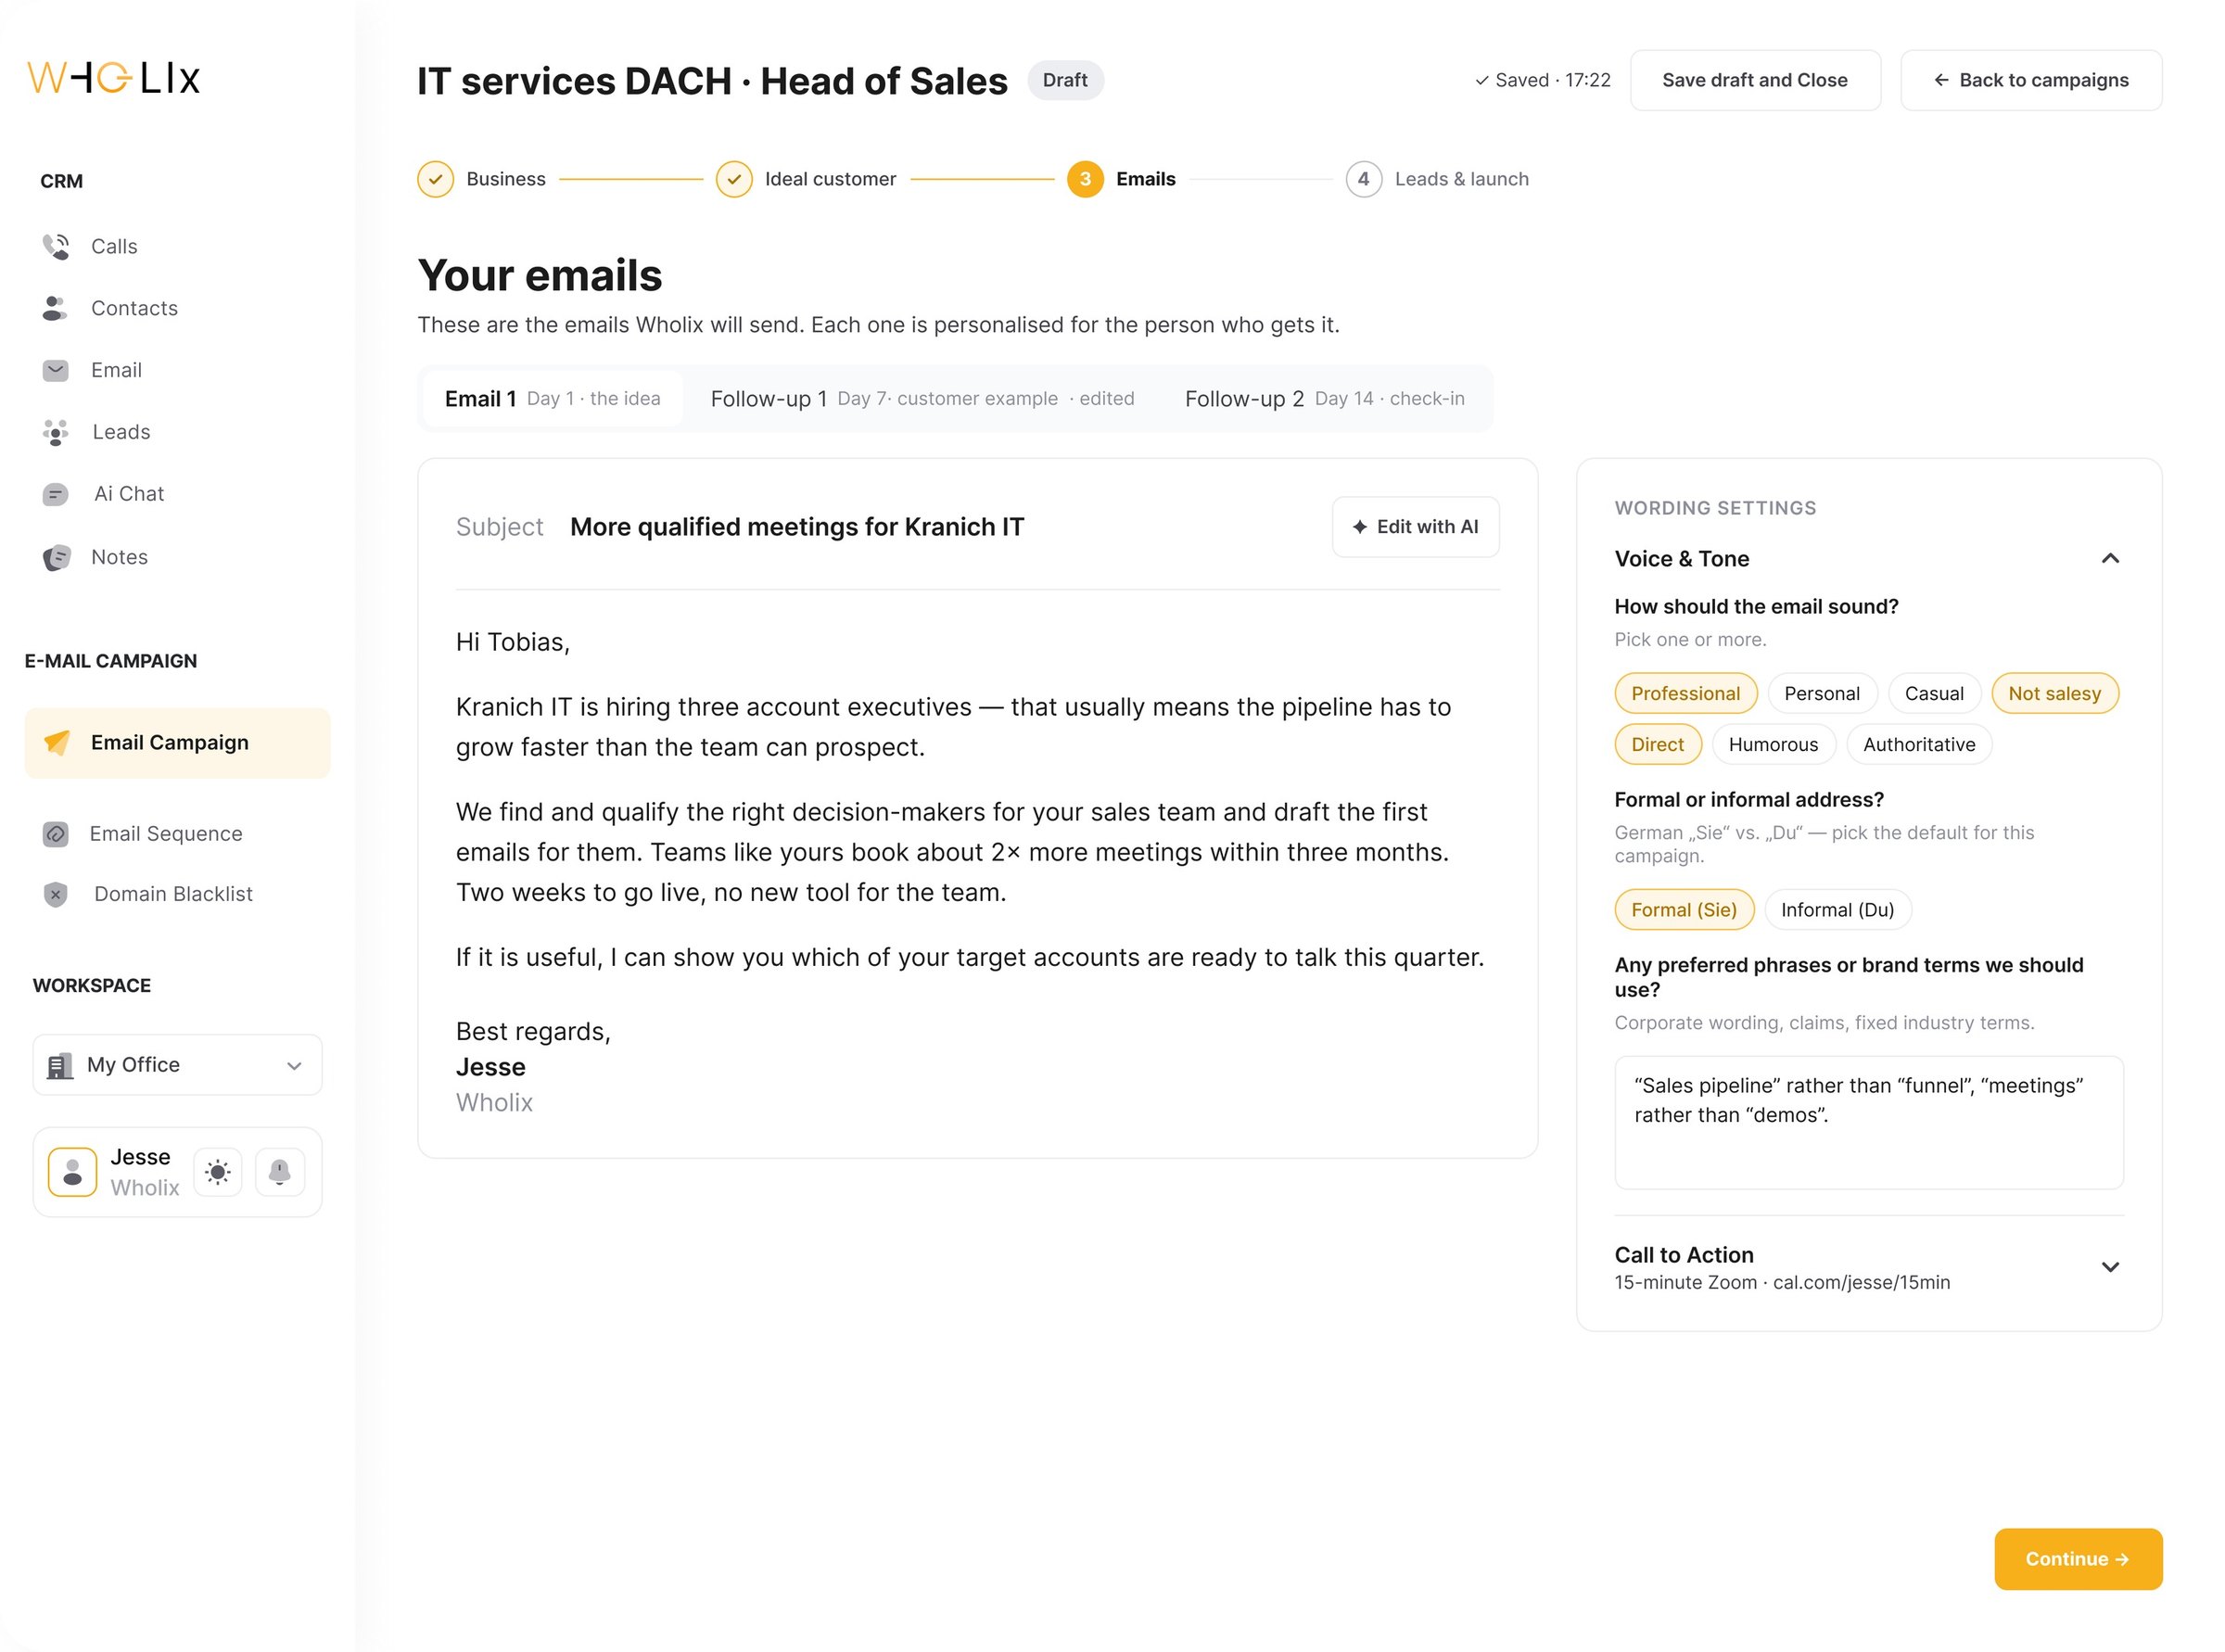 WHOLIX
IT services DACH · Head of Sales
Draft
✓ Saved · 17:22
Save draft and Close
← Back to campaigns
CRM
Calls
Contacts
Email
Leads
Ai Chat
Notes
E-MAIL CAMPAIGN
Email Campaign
Email Sequence
Domain Blacklist
WORKSPACE
My Office
Jesse
Wholix
Business
Ideal customer
3 Emails
4 Leads & launch
Your emails
These are the emails Wholix will send. Each one is personalised for the person who gets it.
Email 1 Day 1 · the idea
Follow-up 1 Day 7· customer example · edited
Follow-up 2 Day 14 · check-in
Subject More qualified meetings for Kranich IT
Edit with AI
Hi Tobias,
Kranich IT is hiring three account executives — that usually means the pipeline has to
grow faster than the team can prospect.
We find and qualify the right decision-makers for your sales team and draft the first
emails for them. Teams like yours book about 2× more meetings within three months.
Two weeks to go live, no new tool for the team.
If it is useful, I can show you which of your target accounts are ready to talk this quarter.
Best regards,
Jesse
Wholix
WORDING SETTINGS
Voice & Tone
How should the email sound?
Pick one or more.
Professional Personal Casual Not salesy
Direct Humorous Authoritative
Formal or informal address?
German „Sie“ vs. „Du“ — pick the default for this
campaign.
Formal (Sie) Informal (Du)
Any preferred phrases or brand terms we should
use?
Corporate wording, claims, fixed industry terms.
“Sales pipeline” rather than “funnel”, “meetings”
rather than “demos”.
Call to Action
15-minute Zoom · cal.com/jesse/15min
Continue →